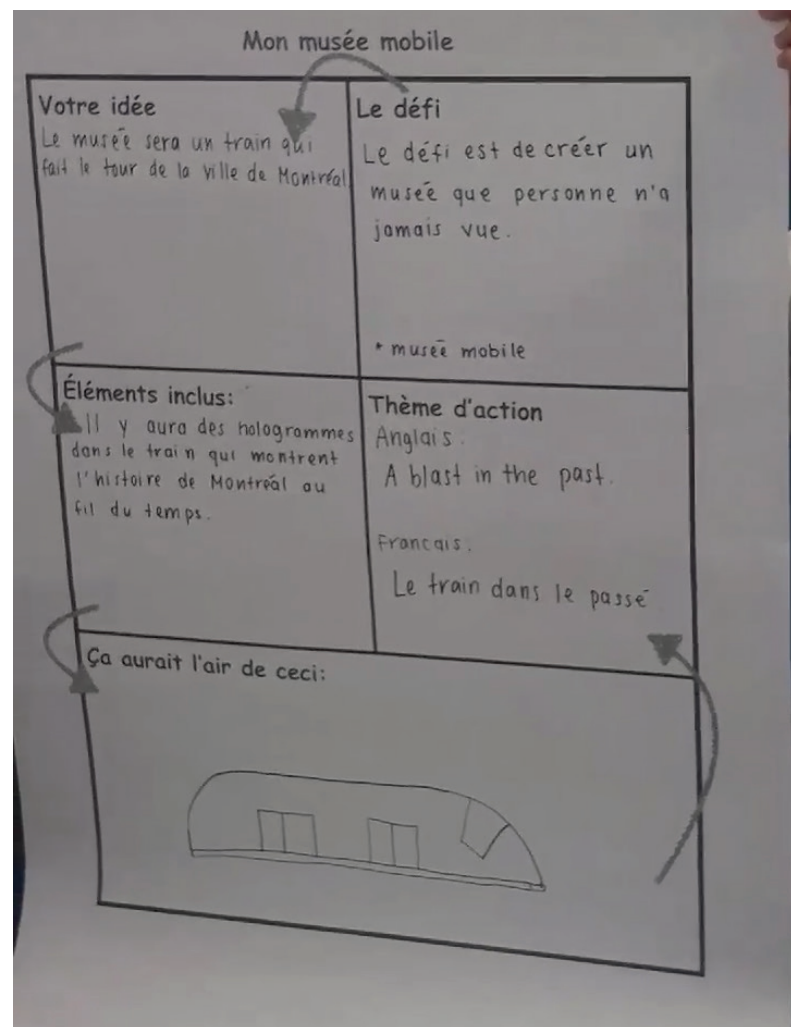 Mon musée mobile
Votre idée
Le musée sera un train qui
fait le tour de la ville de Montréal
Le défi
Le défi est de créer un
musée que personne n'a
jamais vue.
* musée mobile
Éléments inclus:
Il y aura des hologrammes
dans le train qui montrent
l'histoire de Montréal au
fil du temps.
Thème d'action
Anglais:
A blast in the past.
Francais:
Le train dans le passé
Ça aurait l'air de ceci: